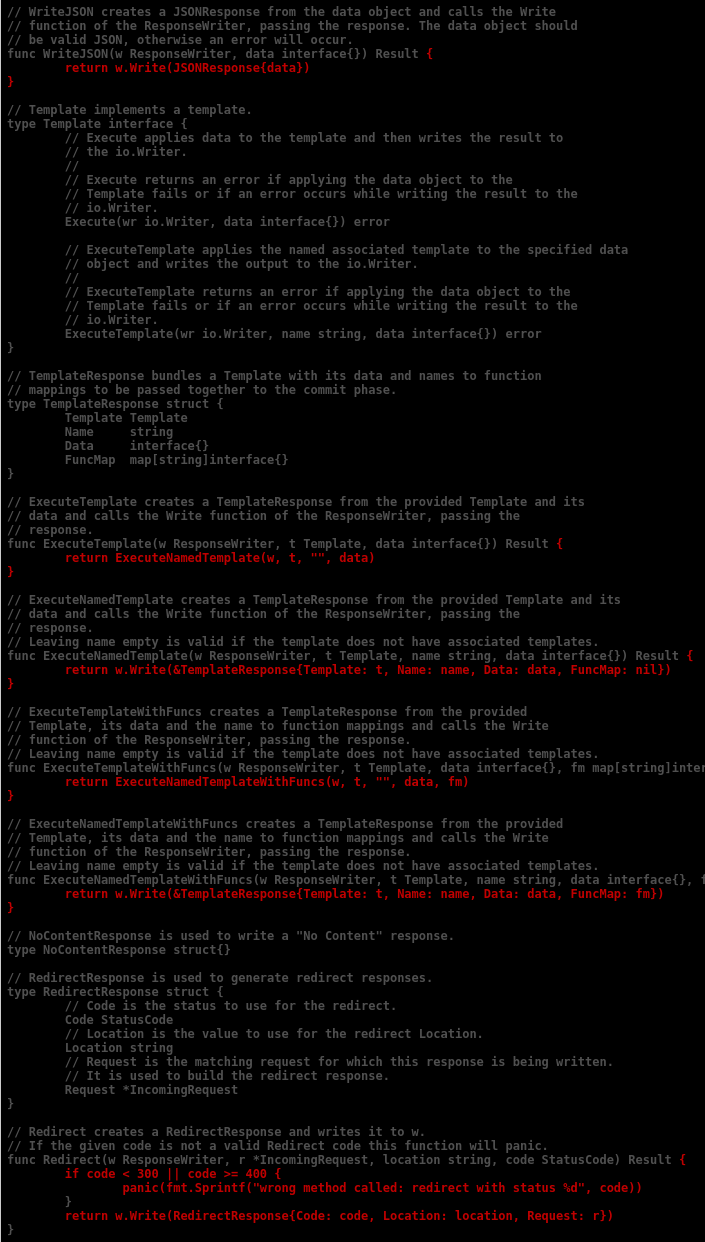 // WriteJSON creates a JSONResponse from the data object and calls the Write
// function of the ResponseWriter, passing the response. The data object should
// be valid JSON, otherwise an error will occur.
func WriteJSON(w ResponseWriter, data interface{}) Result {
        return w.Write(JSONResponse{data})
}

// Template implements a template.
type Template interface {
        // Execute applies data to the template and then writes the result to
        // the io.Writer.
        //
        // Execute returns an error if applying the data object to the
        // Template fails or if an error occurs while writing the result to the
        // io.Writer.
        Execute(wr io.Writer, data interface{}) error

        // ExecuteTemplate applies the named associated template to the specified data
        // object and writes the output to the io.Writer.
        //
        // ExecuteTemplate returns an error if applying the data object to the
        // Template fails or if an error occurs while writing the result to the
        // io.Writer.
        ExecuteTemplate(wr io.Writer, name string, data interface{}) error
}

// TemplateResponse bundles a Template with its data and names to function
// mappings to be passed together to the commit phase.
type TemplateResponse struct {
        Template Template
        Name     string
        Data     interface{}
        FuncMap  map[string]interface{}
}

// ExecuteTemplate creates a TemplateResponse from the provided Template and its
// data and calls the Write function of the ResponseWriter, passing the
// response.
func ExecuteTemplate(w ResponseWriter, t Template, data interface{}) Result {
        return ExecuteNamedTemplate(w, t, "", data)
}

// ExecuteNamedTemplate creates a TemplateResponse from the provided Template and its
// data and calls the Write function of the ResponseWriter, passing the
// response.
// Leaving name empty is valid if the template does not have associated templates.
func ExecuteNamedTemplate(w ResponseWriter, t Template, name string, data interface{}) Result {
        return w.Write(&TemplateResponse{Template: t, Name: name, Data: data, FuncMap: nil})
}

// ExecuteTemplateWithFuncs creates a TemplateResponse from the provided
// Template, its data and the name to function mappings and calls the Write
// function of the ResponseWriter, passing the response.
// Leaving name empty is valid if the template does not have associated templates.
func ExecuteTemplateWithFuncs(w ResponseWriter, t Template, data interface{}, fm map[string]inter
        return ExecuteNamedTemplateWithFuncs(w, t, "", data, fm)
}

// ExecuteNamedTemplateWithFuncs creates a TemplateResponse from the provided
// Template, its data and the name to function mappings and calls the Write
// function of the ResponseWriter, passing the response.
// Leaving name empty is valid if the template does not have associated templates.
func ExecuteNamedTemplateWithFuncs(w ResponseWriter, t Template, name string, data interface{}, f
        return w.Write(&TemplateResponse{Template: t, Name: name, Data: data, FuncMap: fm})
}

// NoContentResponse is used to write a "No Content" response.
type NoContentResponse struct{}

// RedirectResponse is used to generate redirect responses.
type RedirectResponse struct {
        // Code is the status to use for the redirect.
        Code StatusCode
        // Location is the value to use for the redirect Location.
        Location string
        // Request is the matching request for which this response is being written.
        // It is used to build the redirect response.
        Request *IncomingRequest
}

// Redirect creates a RedirectResponse and writes it to w.
// If the given code is not a valid Redirect code this function will panic.
func Redirect(w ResponseWriter, r *IncomingRequest, location string, code StatusCode) Result {
        if code < 300 || code >= 400 {
                panic(fmt.Sprintf("wrong method called: redirect with status %d", code))
        }
        return w.Write(RedirectResponse{Code: code, Location: location, Request: r})
}